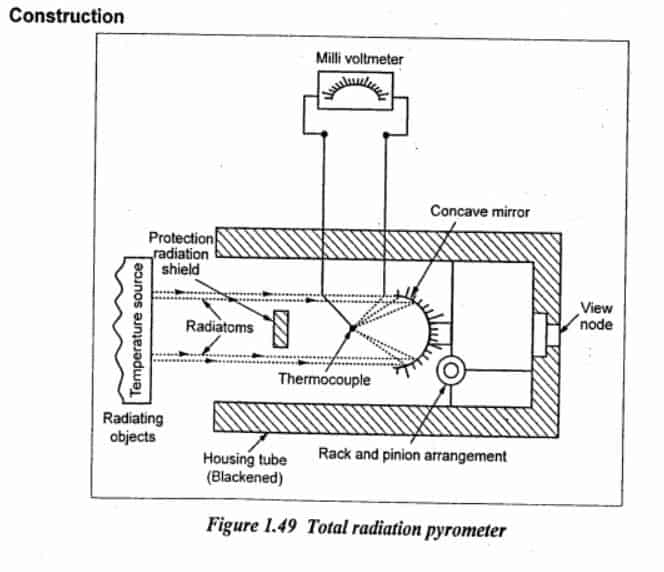 Construction
Milli voltmeter
Concave mirror
Protection
radiation
shield
Temperature source
Radiatoms
View
node
Thermocouple
Radiating
objects
Housing tube
(Blackened)
Rack and pinion arrangement
Figure 1.49 Total radiation pyrometer